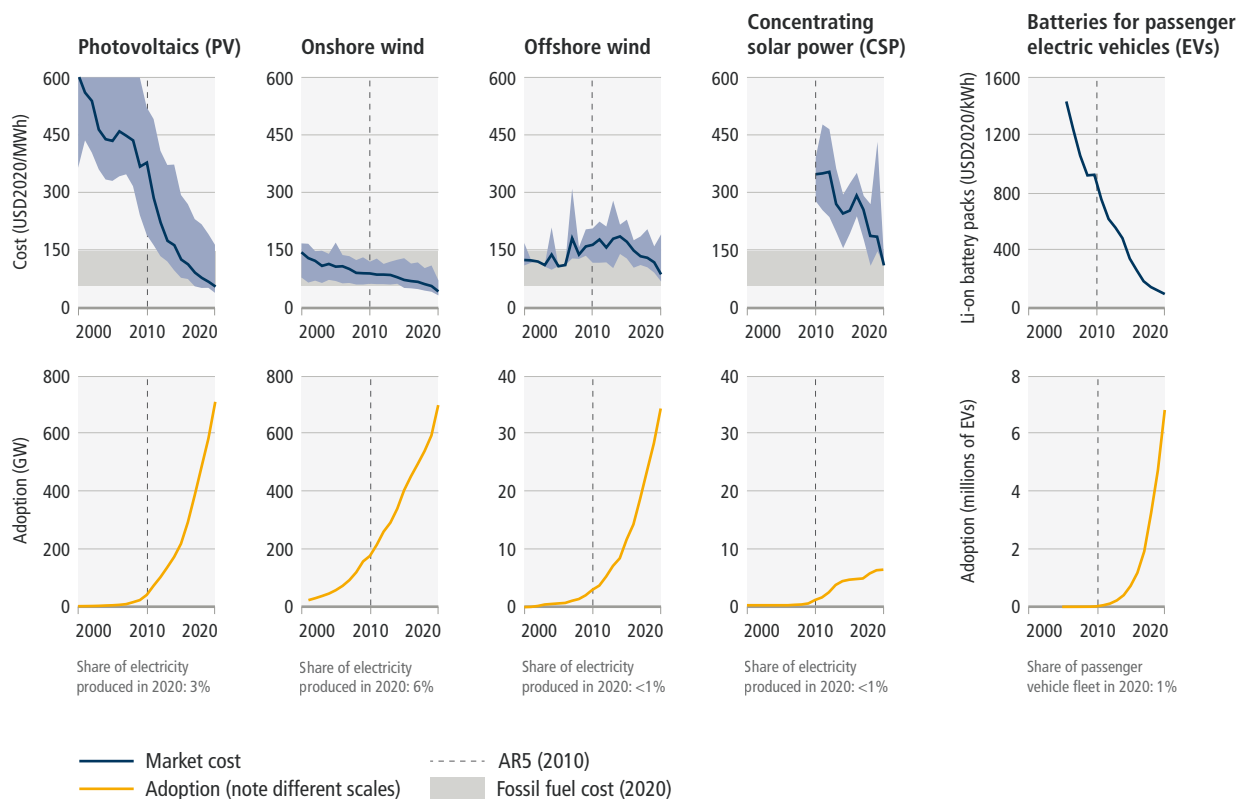 Photovoltaics (PV)
Onshore wind
Offshore wind
Concentrating
solar power (CSP)
Batteries for passenger
electric vehicles (EVs)
Cost (USD2020/MWh)
600
450
300
150
0
2000 2010 2020
600
450
300
150
0
2000 2010 2020
600
450
300
150
0
2000 2010 2020
600
450
300
150
0
2000 2010 2020
Li-on battery packs (USD2020/kWh)
1600
1200
800
400
0
2000 2010 2020
Adoption (GW)
800
600
400
200
0
2000 2010 2020
800
600
400
200
0
2000 2010 2020
40
30
20
10
0
2000 2010 2020
40
30
20
10
0
2000 2010 2020
Adoption (millions of EVs)
8
6
4
2
0
2000 2010 2020
Share of electricity
produced in 2020: 3%
Share of electricity
produced in 2020: 6%
Share of electricity
produced in 2020: <1%
Share of electricity
produced in 2020: <1%
Share of passenger
vehicle fleet in 2020: 1%
Market cost
Adoption (note different scales)
AR5 (2010)
Fossil fuel cost (2020)